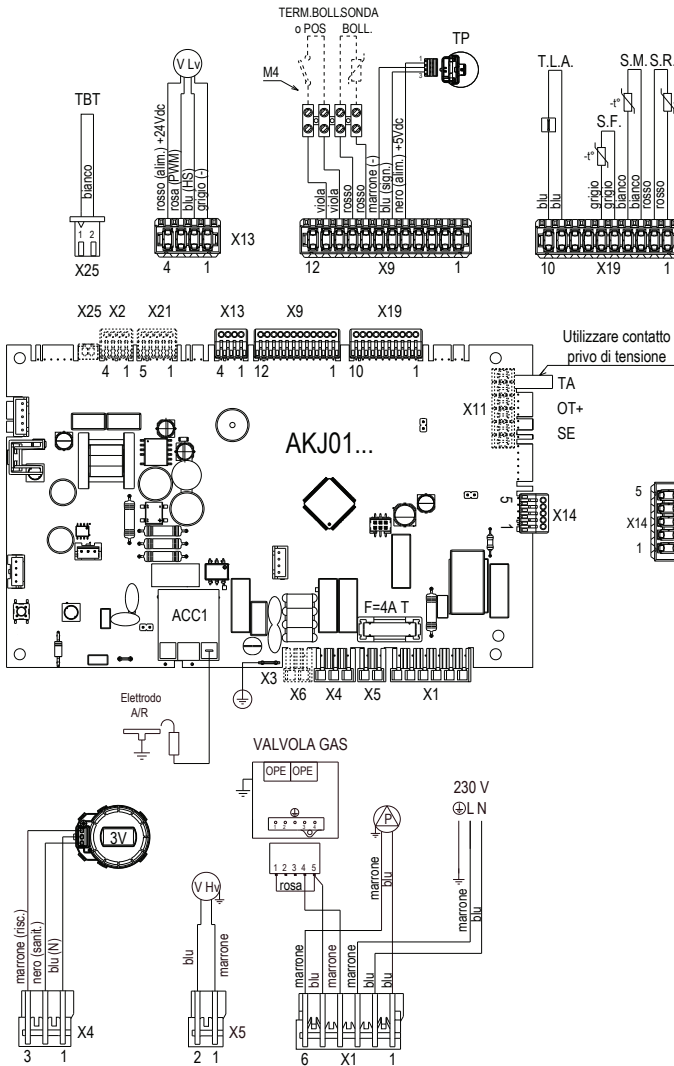 TERM.BOLL. SONDA
o POS BOLL.
TP
M4
T.L.A.
S.M. S.R.
S.F.
-t°
-t°
TBT
V Lv
bianco
rosso (alim.) +24Vdc
rosa (PWM)
blu (HS)
grigio (-)
viola
viola
rosso
rosso
marrone (-)
blu (sign.)
nero (alim.) +5Vdc
blu
blu
grigio
grigio
bianco
bianco
rosso
rosso
1 2
X25
X13
4 1
12 X9 1
10 X19 1
X25 X2 X21 X13 X9 X19
4 1 5 1 4 1 12 1 10 1
Utilizzare contatto
privo di tensione
TA
X11 OT+
SE
AKJ01...
5
1
X14
5
X14
1
ACC1
F=4A T
X3
X6 X4 X5 X1
Elettrodo
A/R
VALVOLA GAS
OPE OPE
1 2 3 4 5
rosa
P
230 V
L N
3V
V Hv
marrone (risc.)
nero (sanit.)
blu (N)
blu
marrone
marrone
blu
marrone
blu
marrone
marrone
blu
blu
marrone
blu
X4
3 1
X5
2 1
6 X1 1